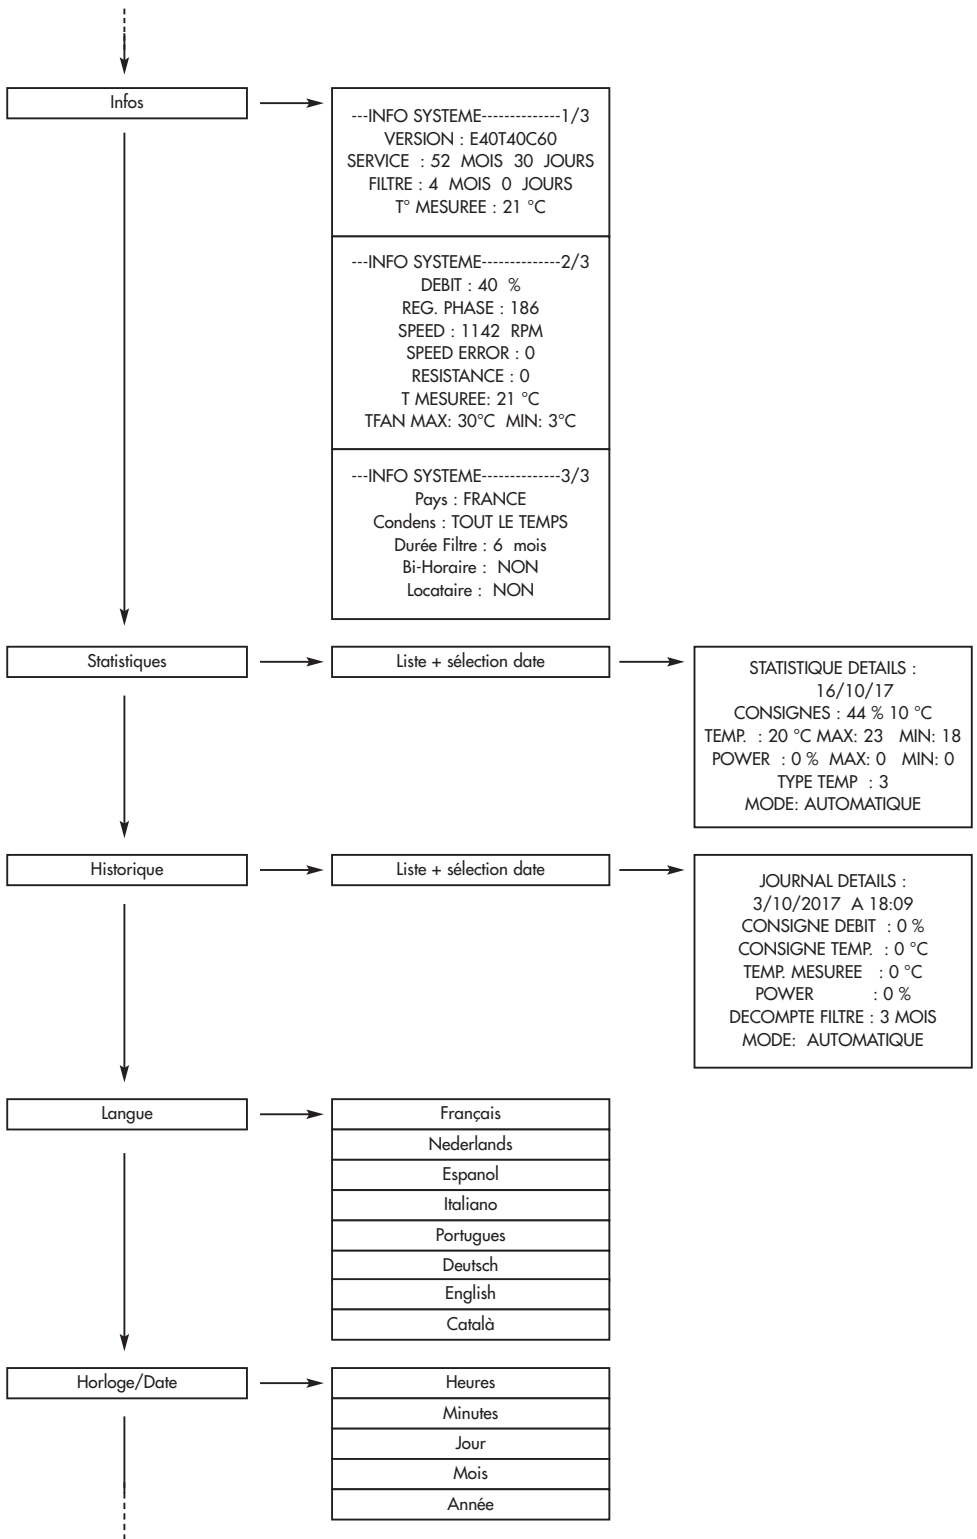 Infos
---INFO SYSTEME--------------1/3
VERSION : E40T40C60
SERVICE : 52 MOIS 30 JOURS
FILTRE : 4 MOIS 0 JOURS
T° MESUREE : 21 °C
---INFO SYSTEME--------------2/3
DEBIT : 40 %
REG. PHASE : 186
SPEED : 1142 RPM
SPEED ERROR : 0
RESISTANCE : 0
T MESUREE: 21 °C
TFAN MAX: 30°C MIN: 3°C
---INFO SYSTEME--------------3/3
Pays : FRANCE
Condens : TOUT LE TEMPS
Durée Filtre : 6 mois
Bi-Horaire : NON
Locataire : NON
Statistiques
Liste + sélection date
STATISTIQUE DETAILS :
16/10/17
CONSIGNES : 44 % 10 °C
TEMP. : 20 °C MAX: 23 MIN: 18
POWER : 0 % MAX: 0 MIN: 0
TYPE TEMP : 3
MODE: AUTOMATIQUE
Historique
Liste + sélection date
JOURNAL DETAILS :
3/10/2017 A 18:09
CONSIGNE DEBIT : 0 %
CONSIGNE TEMP. : 0 °C
TEMP. MESUREE : 0 °C
POWER : 0 %
DECOMPTE FILTRE : 3 MOIS
MODE: AUTOMATIQUE
Langue
Français
Nederlands
Espanol
Italiano
Portugues
Deutsch
English
Català
Horloge/Date
Heures
Minutes
Jour
Mois
Année